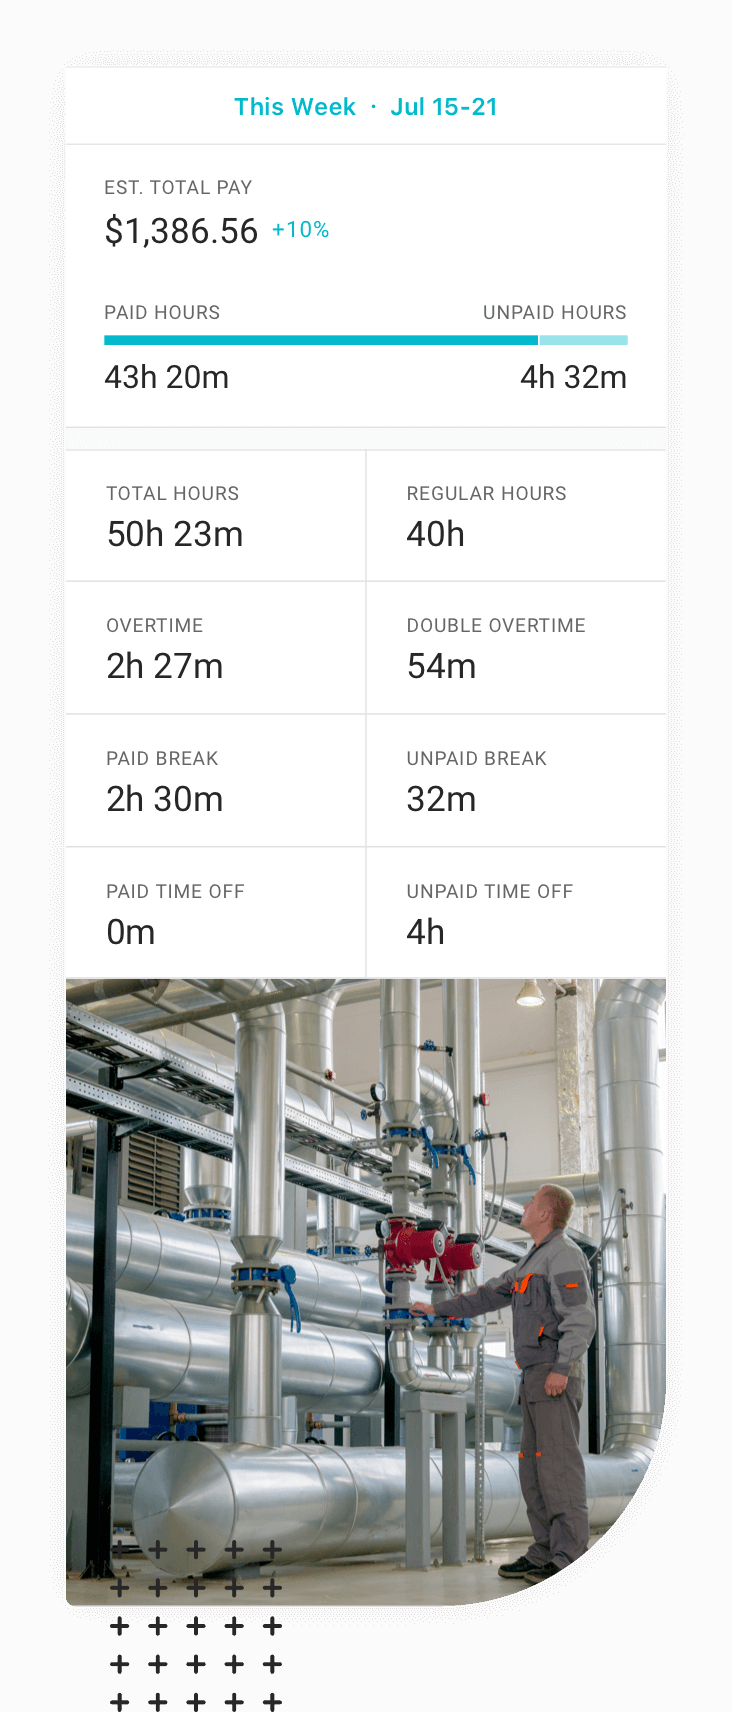 This Week · Jul 15-21
EST. TOTAL PAY
$1,386.56 +10%
PAID HOURS UNPAID HOURS
43h 20m 4h 32m
TOTAL HOURS REGULAR HOURS
50h 23m 40h
OVERTIME DOUBLE OVERTIME
2h 27m 54m
PAID BREAK UNPAID BREAK
2h 30m 32m
PAID TIME OFF UNPAID TIME OFF
0m 4h